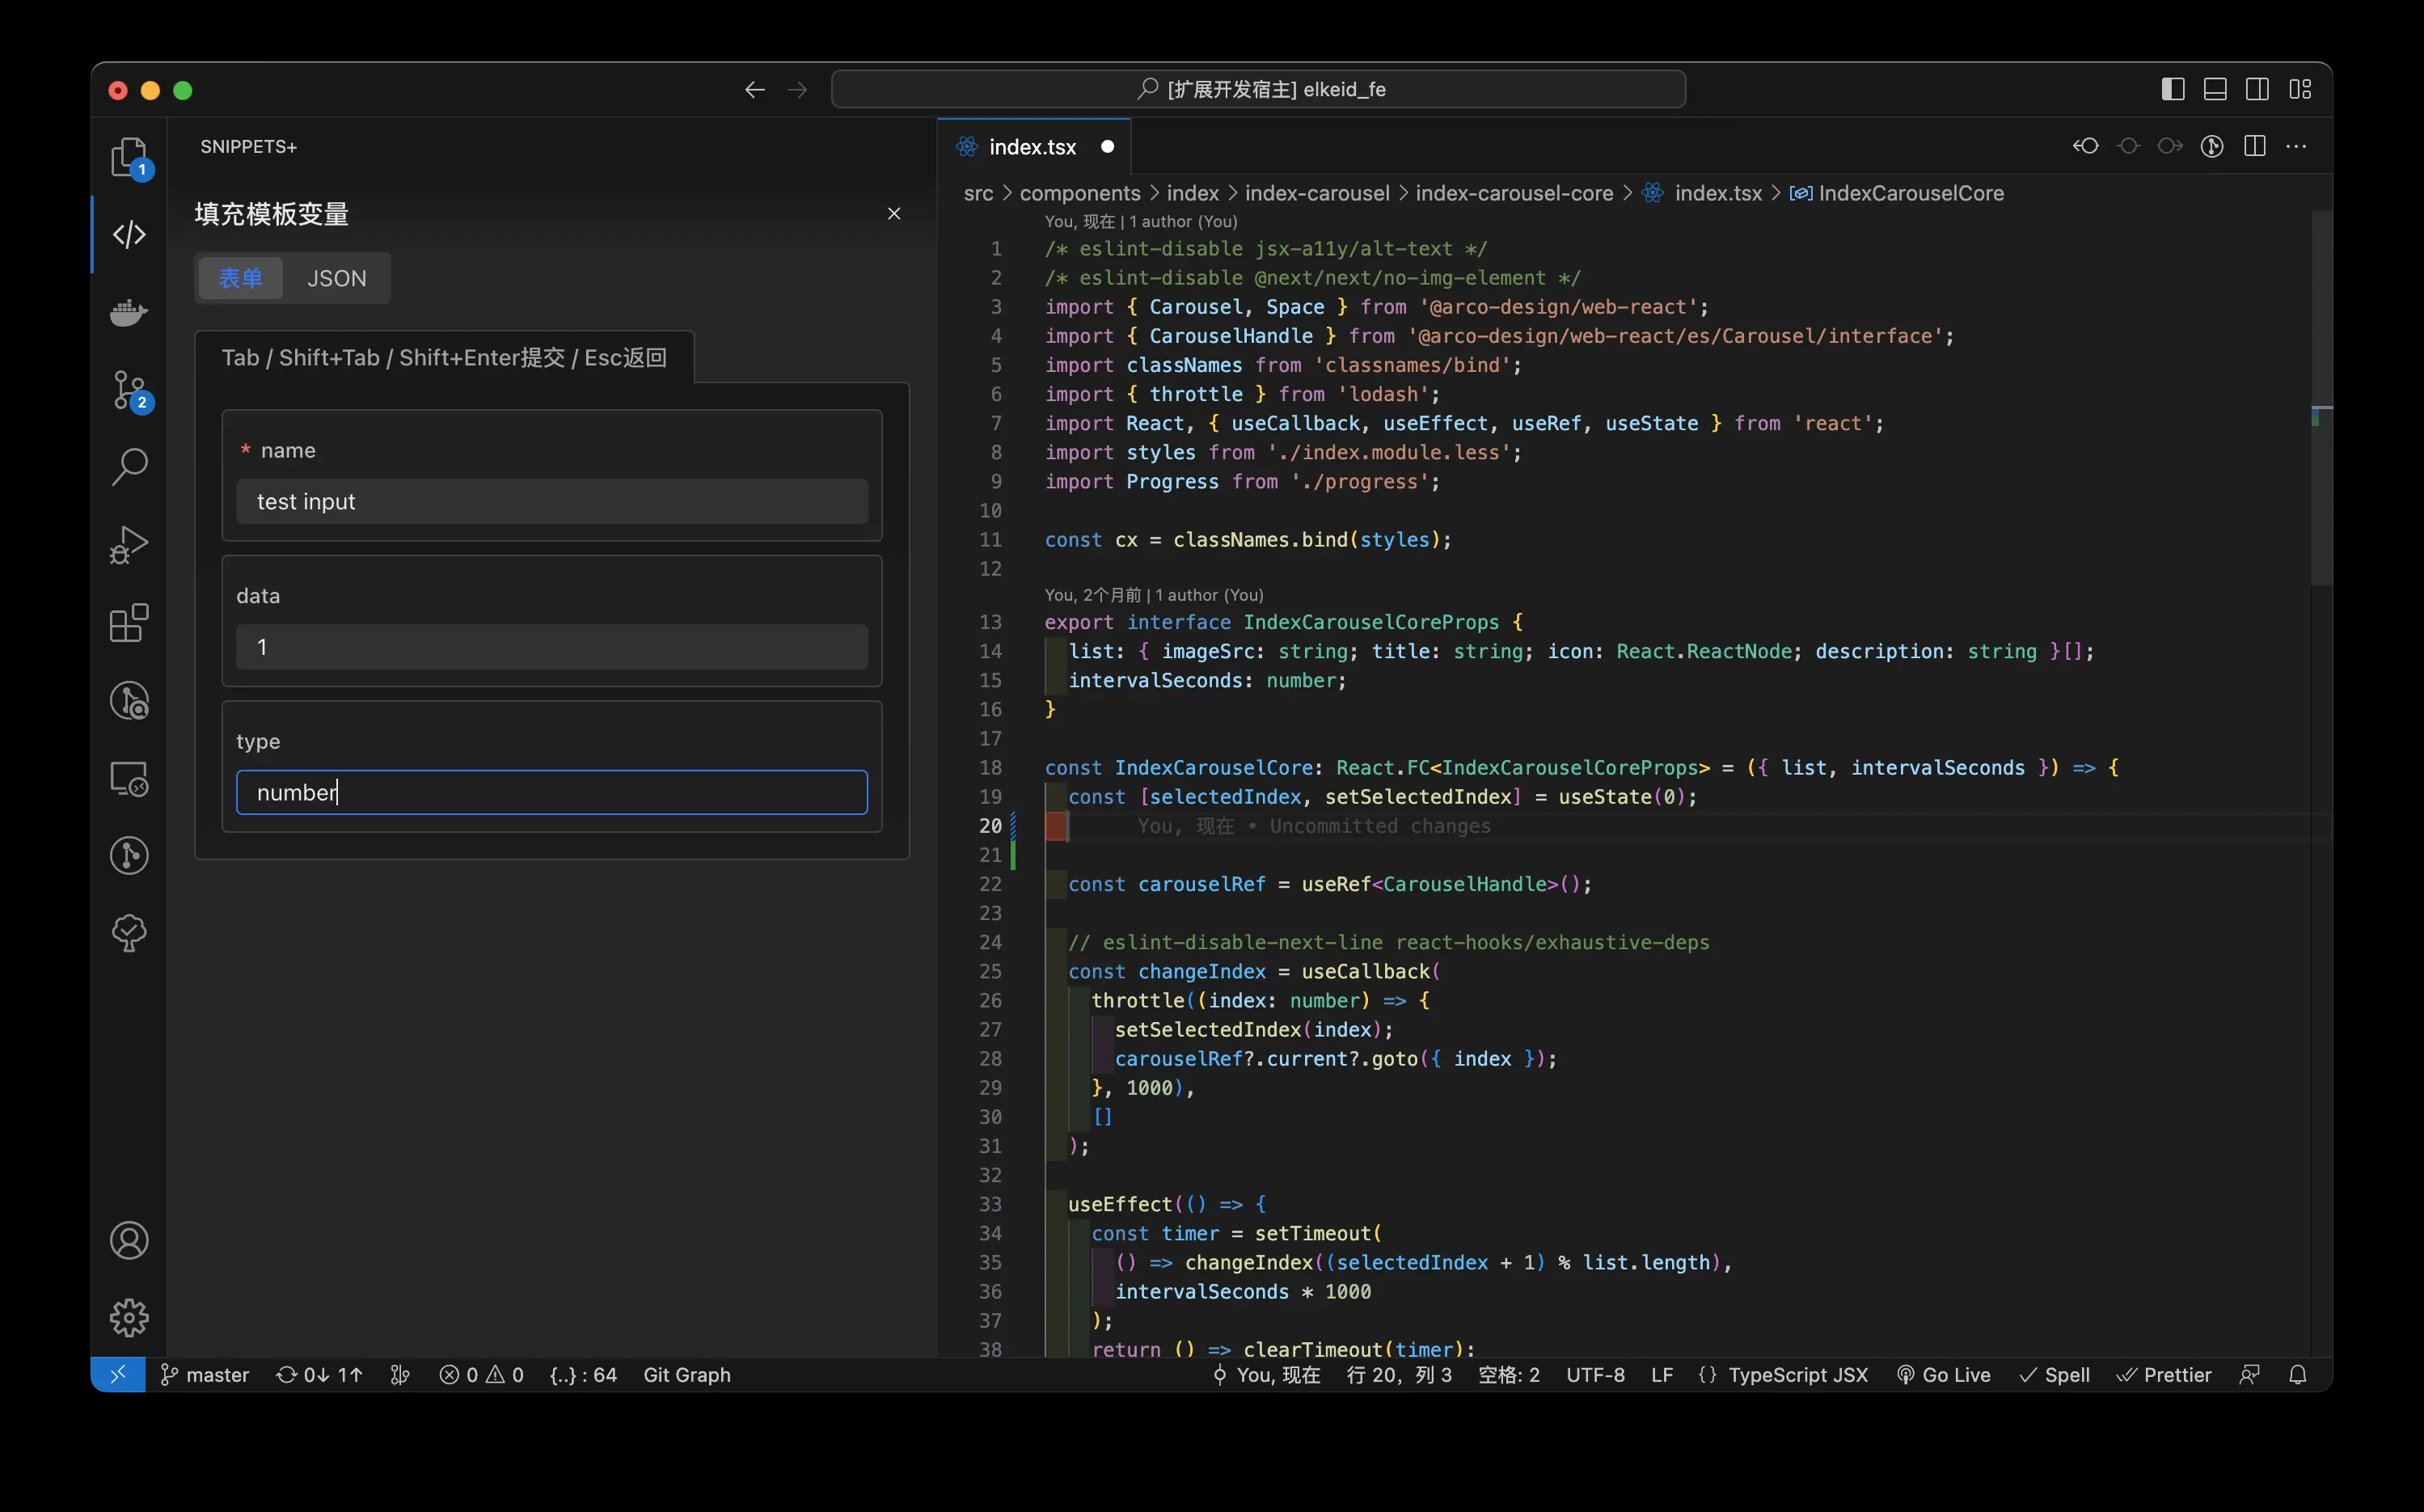 [扩展开发宿主] elkeid_fe
1
2
SNIPPETS+
填充模板变量
表单 JSON
Tab / Shift+Tab / Shift+Enter提交 / Esc返回
* name
test input
data
1
type
number
index.tsx
src > components > index > index-carousel > index-carousel-core > index.tsx > IndexCarouselCore
You, 现在 | 1 author (You)
1 /* eslint-disable jsx-a11y/alt-text */
2 /* eslint-disable @next/next/no-img-element */
3 import { Carousel, Space } from '@arco-design/web-react';
4 import { CarouselHandle } from '@arco-design/web-react/es/Carousel/interface';
5 import classNames from 'classnames/bind';
6 import { throttle } from 'lodash';
7 import React, { useCallback, useEffect, useRef, useState } from 'react';
8 import styles from './index.module.less';
9 import Progress from './progress';
10
11 const cx = classNames.bind(styles);
12
You, 2个月前 | 1 author (You)
13 export interface IndexCarouselCoreProps {
14 list: { imageSrc: string; title: string; icon: React.ReactNode; description: string }[];
15 intervalSeconds: number;
16 }
17
18 const IndexCarouselCore: React.FC<IndexCarouselCoreProps> = ({ list, intervalSeconds }) => {
19 const [selectedIndex, setSelectedIndex] = useState(0);
20 You, 现在 • Uncommitted changes
21
22 const carouselRef = useRef<CarouselHandle>();
23
24 // eslint-disable-next-line react-hooks/exhaustive-deps
25 const changeIndex = useCallback(
26 throttle((index: number) => {
27 setSelectedIndex(index);
28 carouselRef?.current?.goto({ index });
29 }, 1000),
30 []
31 );
32
33 useEffect(() => {
34 const timer = setTimeout(
35 () => changeIndex((selectedIndex + 1) % list.length),
36 intervalSeconds * 1000
37 );
38 return () => clearTimeout(timer);
master 0↓ 1↑ 0 0 {..} : 64 Git Graph You, 现在 行 20，列 3 空格: 2 UTF-8 LF {} TypeScript JSX Go Live Spell Prettier